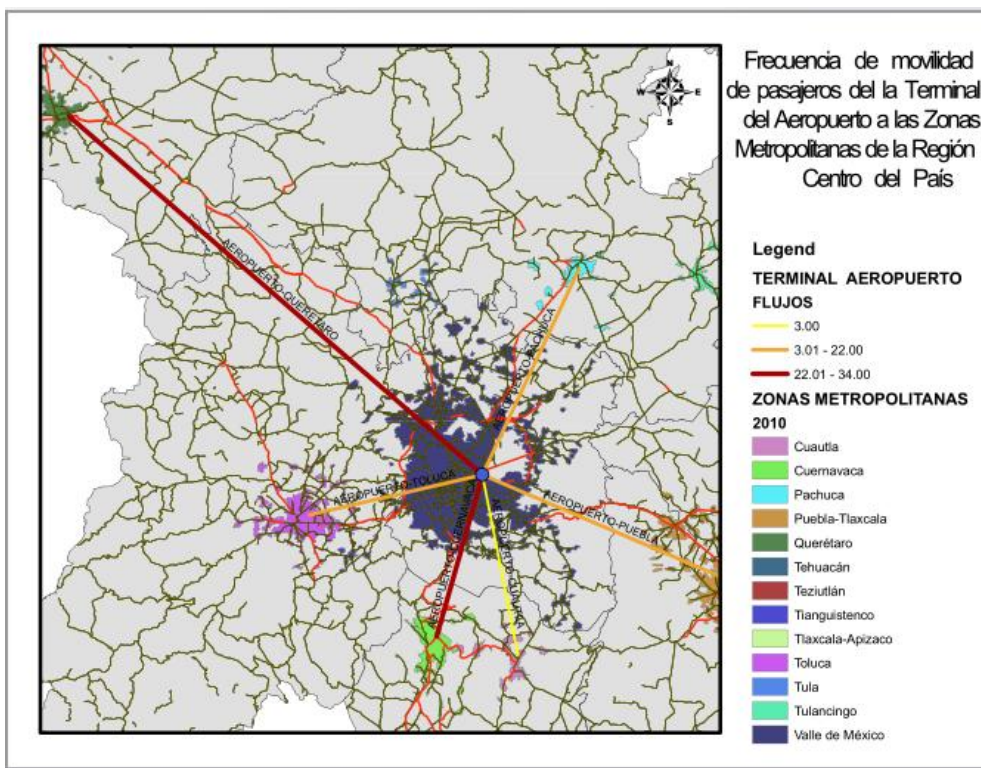 Frecuencia de movilidad
de pasajeros del la Terminal
del Aeropuerto a las Zonas
Metropolitanas de la Región
Centro del País
N
W E
S
Legend
TERMINAL AEROPUERTO
FLUJOS
3.00
3.01 - 22.00
22.01 - 34.00
ZONAS METROPOLITANAS
2010
Cuautla
Cuernavaca
Pachuca
Puebla-Tlaxcala
Querétaro
Tehuacán
Teziutlán
Tianguistenco
Tlaxcala-Apizaco
Toluca
Tula
Tulancingo
Valle de México
AEROPUERTO-QUERETARO
AEROPUERTO-PACHUCA
AEROPUERTO-TOLUCA
AEROPUERTO-PUEBLA
AEROPUERTO-CUERNAVACA
AEROPUERTO-CUAUTLA